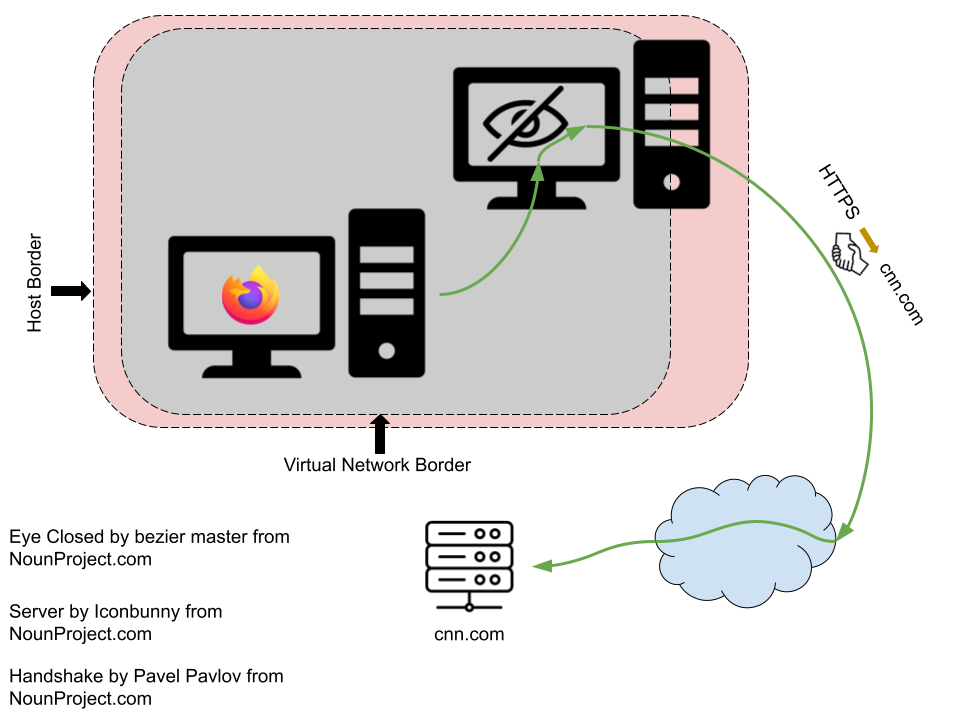 HTTPS
cnn.com
Host Border
Virtual Network Border
Eye Closed by bezier master from
NounProject.com
Server by Iconbunny from
NounProject.com
cnn.com
Handshake by Pavel Pavlov from
NounProject.com